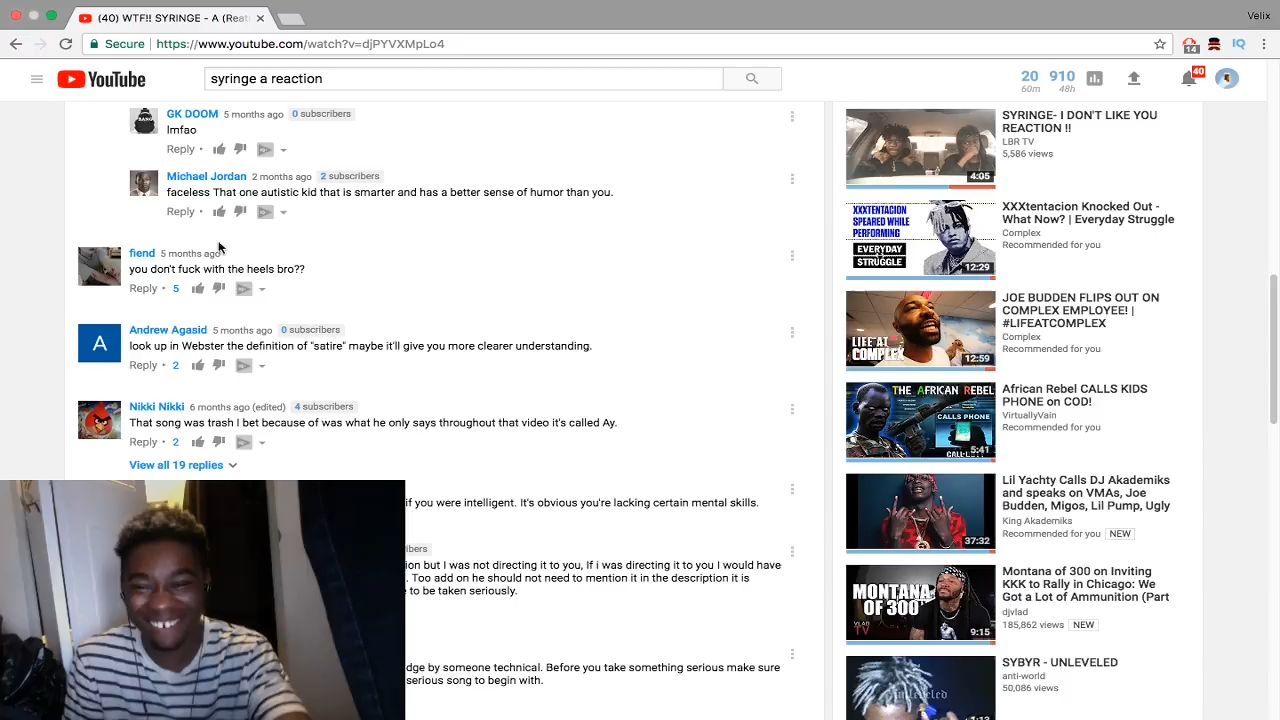 (40) WTF!! SYRINGE - A (Reat
Velix
Secure
https://www.youtube.com/watch?v=djPYVXMpLo4
14
IQ
YouTube
syringe a reaction
20 910
60m 48h
40
GK DOOM 5 months ago 0 subscribers
lmfao
Reply
Michael Jordan 2 months ago 2 subscribers
faceless That one autistic kid that is smarter and has a better sense of humor than you.
Reply
fiend 5 months ago
you don't fuck with the heels bro??
Reply 5
Andrew Agasid 5 months ago 0 subscribers
look up in Webster the definition of "satire" maybe it'll give you more clearer understanding.
Reply 2
A
Nikki Nikki 6 months ago (edited) 4 subscribers
That song was trash I bet because of was what he only says throughout that video it's called Ay.
Reply 2
View all 19 replies
if you were intelligent. It's obvious you're lacking certain mental skills.
ibers
ion but I was not directing it to you, If i was directing it to you I would have
. Too add on he should not need to mention it in the description it is
to be taken seriously.
dge by someone technical. Before you take something serious make sure
serious song to begin with.
SYRINGE- I DON'T LIKE YOU
REACTION !!
LBR TV
5,586 views
4:05
XXXTENTACION
SPEARED WHILE
PERFORMING
EVERYDAY
STRUGGLE
12:29
XXXtentacion Knocked Out -
What Now? | Everyday Struggle
Complex
Recommended for you
LIFE AT
COMPLEX
12:59
JOE BUDDEN FLIPS OUT ON
COMPLEX EMPLOYEE! |
#LIFEATCOMPLEX
Complex
Recommended for you
THE AFRICAN REBEL
CALLS PHONE
5:41
African Rebel CALLS KIDS
PHONE on COD!
VirtuallyVain
Recommended for you
37:32
Lil Yachty Calls DJ Akademiks
and speaks on VMAs, Joe
Budden, Migos, Lil Pump, Ugly
King Akademiks
Recommended for you NEW
MONTANA
OF 300
VLAD
TV
9:15
Montana of 300 on Inviting
KKK to Rally in Chicago: We
Got a Lot of Ammunition (Part
djvlad
185,862 views NEW
Unleveled
SYBYR - UNLEVELED
anti-world
50,086 views